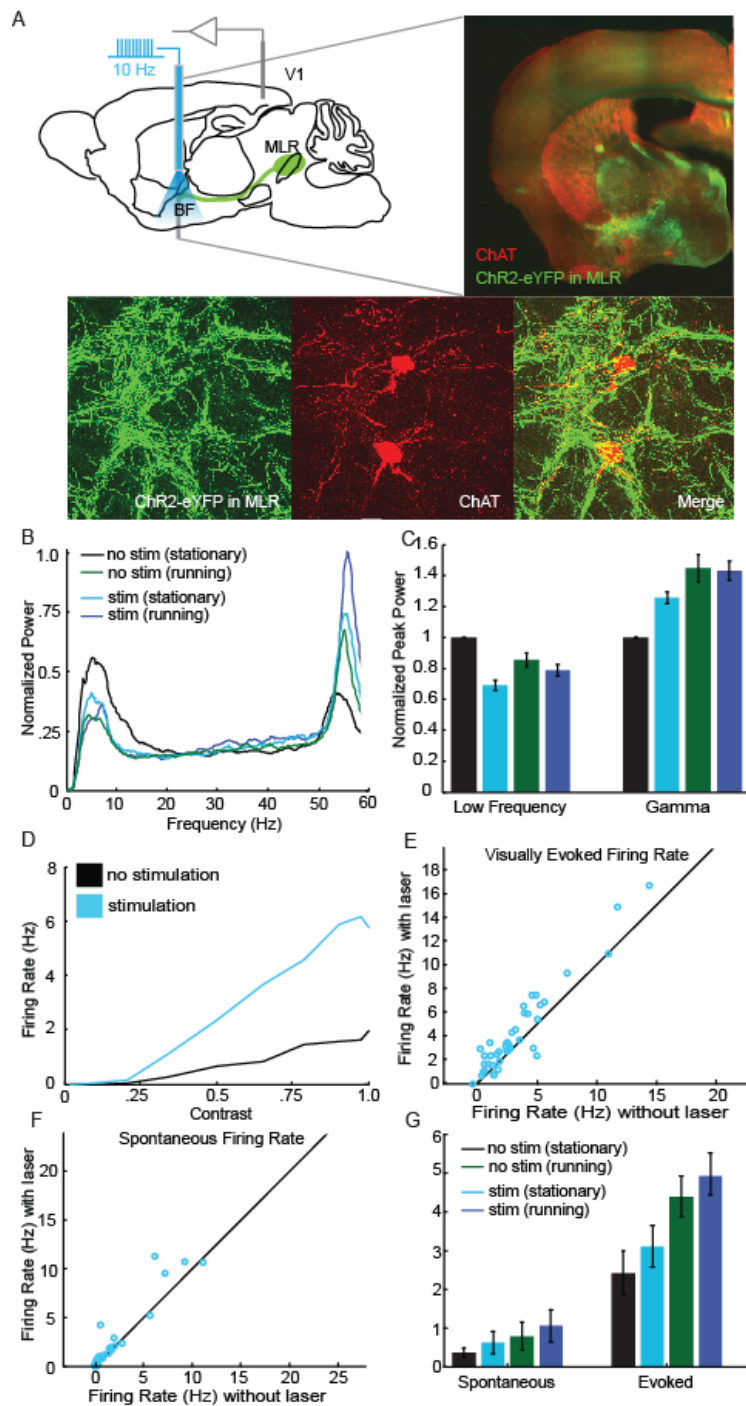 A
10 Hz
V1
MLR
BF
ChAT
ChR2-eYFP in MLR
ChR2-eYFP in MLR
ChAT
Merge
B
no stim (stationary)
no stim (running)
stim (stationary)
stim (running)
Normalized Power
1.0
.75
0.5
.25
0
0 10 20 30 40 50 60
Frequency (Hz)
C
Normalized Peak Power
1.6
1.4
1.2
1
0.8
0.6
0.4
0.2
0
Low Frequency
Gamma
D
no stimulation
stimulation
Firing Rate (Hz)
8
6
4
2
0
0 .25 .5 .75 1.0
Contrast
E
Visually Evoked Firing Rate
Firing Rate (Hz) with laser
18
16
14
12
10
8
6
4
2
0
0 5 10 15 20
Firing Rate (Hz) without laser
F
Spontaneous Firing Rate
Firing Rate (Hz) with laser
20
15
10
5
0
0 5 10 15 20 25
Firing Rate (Hz) without laser
G
no stim (stationary)
no stim (running)
stim (stationary)
stim (running)
6
5
4
3
2
1
0
Spontaneous
Evoked